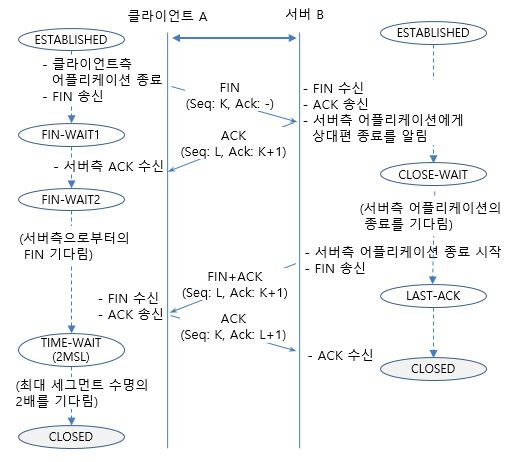 클라이언트 A
서버 B
ESTABLISHED
ESTABLISHED
- 클라이언트측
어플리케이션 종료
- FIN 송신
FIN
(Seq: K, Ack: -)
- FIN 수신
- ACK 송신
- 서버측 어플리케이션에게
상대편 종료를 알림
FIN-WAIT1
ACK
(Seq: L, Ack: K+1)
- 서버측 ACK 수신
CLOSE-WAIT
FIN-WAIT2
(서버측 어플리케이션의
종료를 기다림)
(서버측으로부터의
FIN 기다림)
- 서버측 어플리케이션 종료 시작
- FIN 송신
FIN+ACK
(Seq: L, Ack: K+1)
LAST-ACK
- FIN 수신
- ACK 송신
ACK
(Seq: K, Ack: L+1)
TIME-WAIT
(2MSL)
- ACK 수신
CLOSED
(최대 세그먼트 수명의
2배를 기다림)
CLOSED